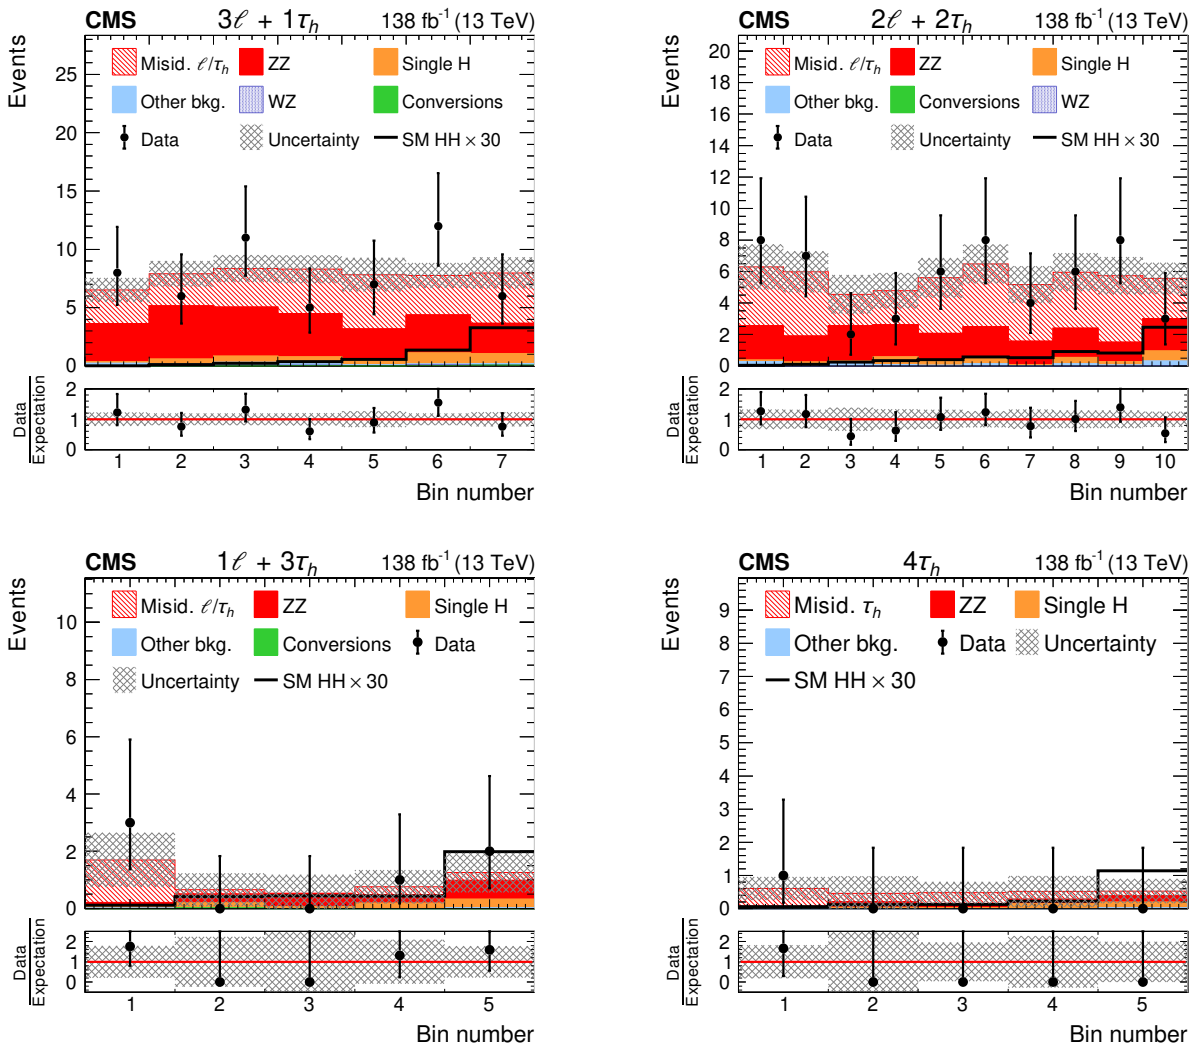 CMS 3ℓ + 1τh 138 fb-1 (13 TeV)
Events
Misid. ℓ/τh ZZ Single H
Other bkg. WZ Conversions
Data Uncertainty SM HH × 30
25
20
15
10
5
0
Data
Expectation
2
1
0
1 2 3 4 5 6 7
Bin number
CMS 2ℓ + 2τh 138 fb-1 (13 TeV)
Events
Misid. ℓ/τh ZZ Single H
Other bkg. Conversions WZ
Data Uncertainty SM HH × 30
20
18
16
14
12
10
8
6
4
2
0
Data
Expectation
2
1
0
1 2 3 4 5 6 7 8 9 10
Bin number
CMS 1ℓ + 3τh 138 fb-1 (13 TeV)
Events
Misid. ℓ/τh ZZ Single H
Other bkg. Conversions Data
Uncertainty SM HH × 30
10
8
6
4
2
0
Data
Expectation
2
1
0
1 2 3 4 5
Bin number
CMS 4τh 138 fb-1 (13 TeV)
Events
Misid. τh ZZ Single H
Other bkg. Data Uncertainty
SM HH × 30
9
8
7
6
5
4
3
2
1
0
Data
Expectation
2
1
0
1 2 3 4 5
Bin number